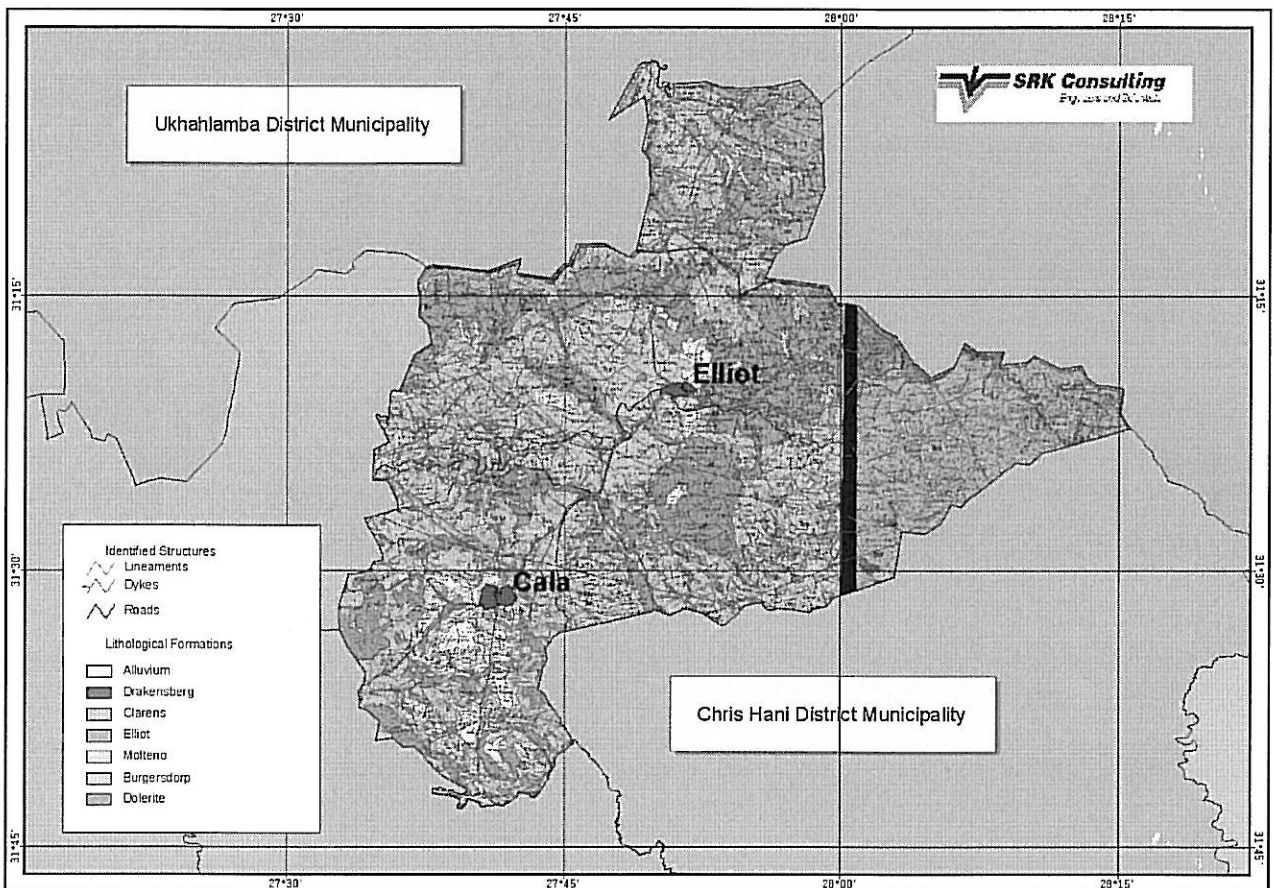 27°30'
27°45'
28°00'
28°15'
SRK Consulting
Ukhahlamba District Municipality
31°15'
31°15'
Elliot
Identified Structures
Lineaments
Dykes
Roads
31°30'
31°30'
Cala
Lithological Formations
Alluvium
Drakensberg
Clarens
Elliot
Molteno
Burgersdorp
Dolerite
Chris Hani District Municipality
31°45'
31°45'
27°30'
27°45'
28°00'
28°15'